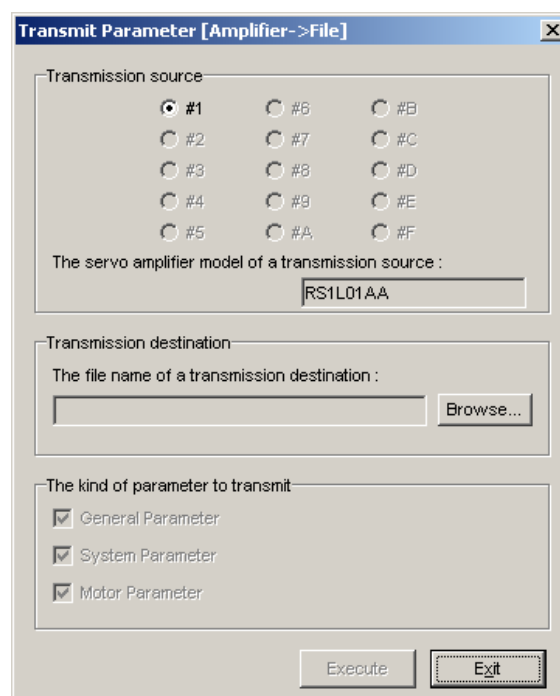 Transmit Parameter [Amplifier->File]
Transmission source
#1 #6 #B
#2 #7 #C
#3 #8 #D
#4 #9 #E
#5 #A #F
The servo amplifier model of a transmission source :
RS1L01AA
Transmission destination
The file name of a transmission destination :
Browse...
The kind of parameter to transmit
General Parameter
System Parameter
Motor Parameter
Execute Exit